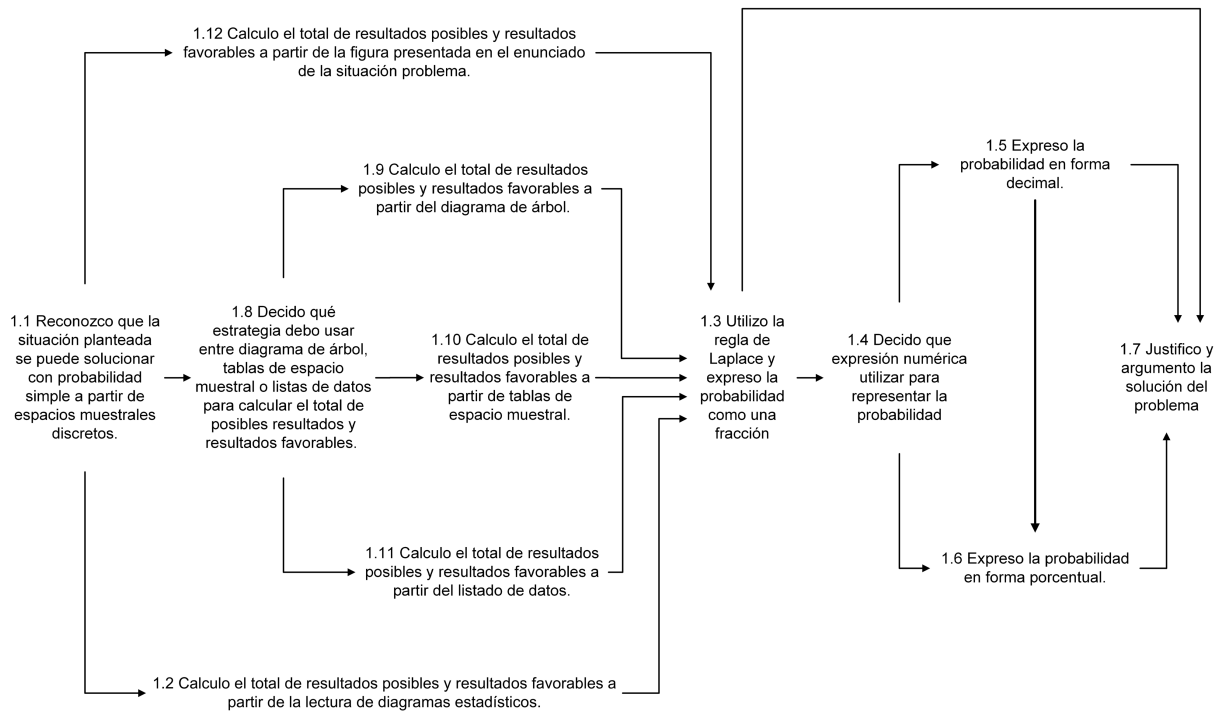 1.12 Calculo el total de resultados posibles y resultados
favorables a partir de la figura presentada en el enunciado
de la situación problema.
1.9 Calculo el total de resultados
posibles y resultados favorables a
partir del diagrama de árbol.
1.5 Expreso la
probabilidad en forma
decimal.
1.1 Reconozco que la
situación planteada
se puede solucionar
con probabilidad
simple a partir de
espacios muestrales
discretos.
1.8 Decido qué
estrategia debo usar
entre diagrama de árbol,
tablas de espacio
muestral o listas de datos
para calcular el total de
posibles resultados y
resultados favorables.
1.10 Calculo el total de
resultados posibles y
resultados favorables a
partir de tablas de
espacio muestral.
1.3 Utilizo la
regla de
Laplace y
expreso la
probabilidad
como una
fracción
1.4 Decido que
expresión numérica
utilizar para
representar la
probabilidad
1.7 Justifico y
argumento la
solución del
problema
1.11 Calculo el total de resultados
posibles y resultados favorables a
partir del listado de datos.
1.6 Expreso la probabilidad
en forma porcentual.
1.2 Calculo el total de resultados posibles y resultados favorables a
partir de la lectura de diagramas estadísticos.